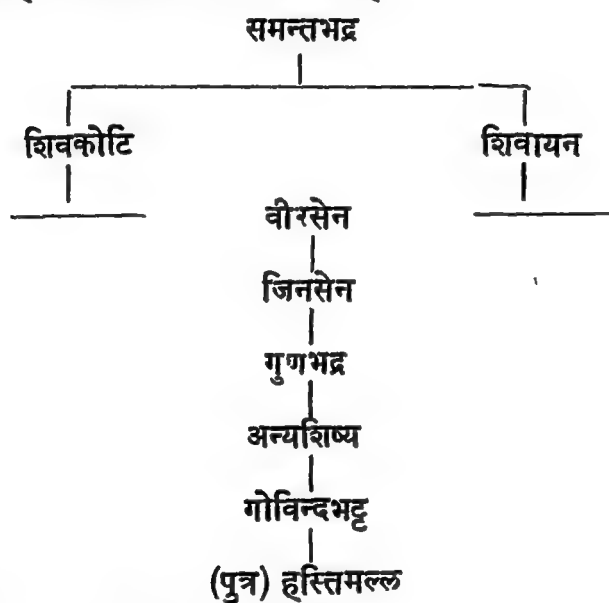 समन्तभद्र
शिवकोटि शिवायन
वीरसेन
जिनसेन
गुणभद्र
अन्यशिष्य
गोविन्दभट्ट
(पुत्र) हस्तिमल्ल